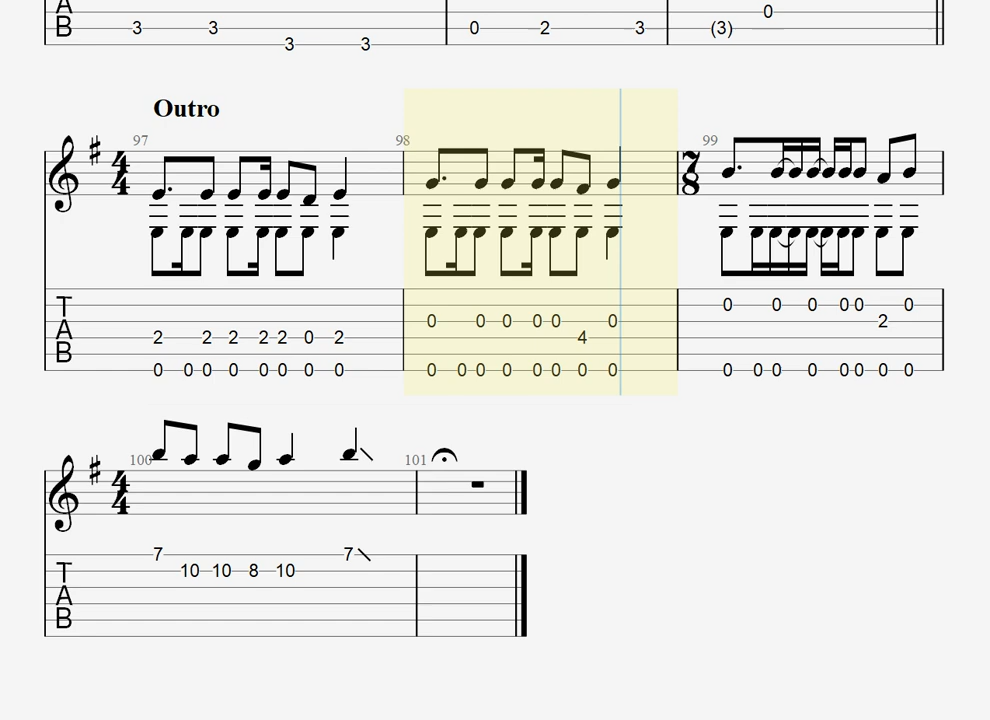 A 0
B 3 3 0 2 3 (3)
3 3
Outro
97 98 99
4 7
4 8
T 0 0 0 0 0 0
0 0 0 0 0 0 2
A 2 2 2 2 2 0 2 4
B
0 0 0 0 0 0 0 0 0 0 0 0 0 0 0 0 0 0 0 0 0 0 0
100 101
4
4
7 7
T 10 10 8 10
A
B